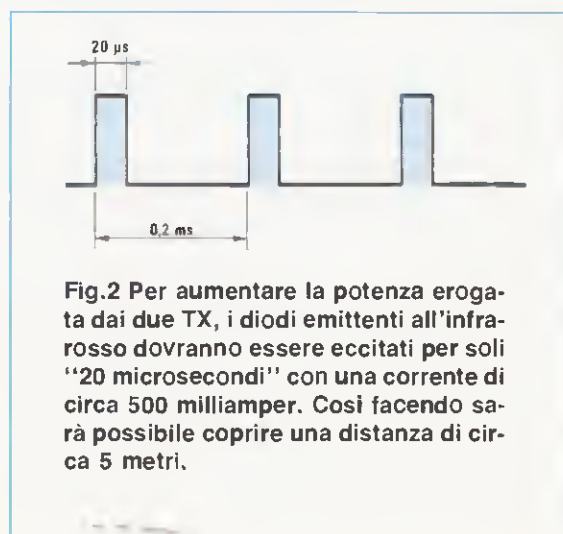 20 µs
0,2 ms
Fig.2 Per aumentare la potenza eroga-
ta dai due TX, i diodi emittenti all'infra-
rosso dovranno essere eccitati per soli
"20 microsecondi" con una corrente di
circa 500 milliamper. Così facendo sa-
rà possibile coprire una distanza di cir-
ca 5 metri.